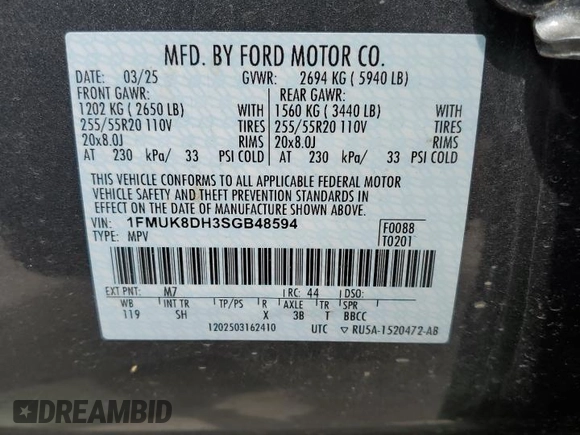 MFD. BY FORD MOTOR CO.
DATE: 03/25 GVWR: 2694 KG ( 5940 LB)
FRONT GAWR: REAR GAWR:
1202 KG ( 2650 LB) WITH 1560 KG ( 3440 LB) WITH
255/55R20 110V TIRES 255/55R20 110V TIRES
20x8.0J RIMS 20x8.0J RIMS
AT 230 kPa/ 33 PSI COLD AT 230 kPa/ 33 PSI COLD
THIS VEHICLE CONFORMS TO ALL APPLICABLE FEDERAL MOTOR
VEHICLE SAFETY AND THEFT PREVENTION STANDARDS IN
EFFECT ON THE DATE OF MANUFACTURE SHOWN ABOVE.
VIN: 1FMUK8DH3SGB48594 F0088
TYPE: MPV T0201
EXT PNT: M7 RC: 44 DSO:
WB INT TR TP/PS R AXLE TR SPR
119 SH X 3B T BBCC
1202503162410 UTC ▽ RU5A-1520472-AB
DREAMBID